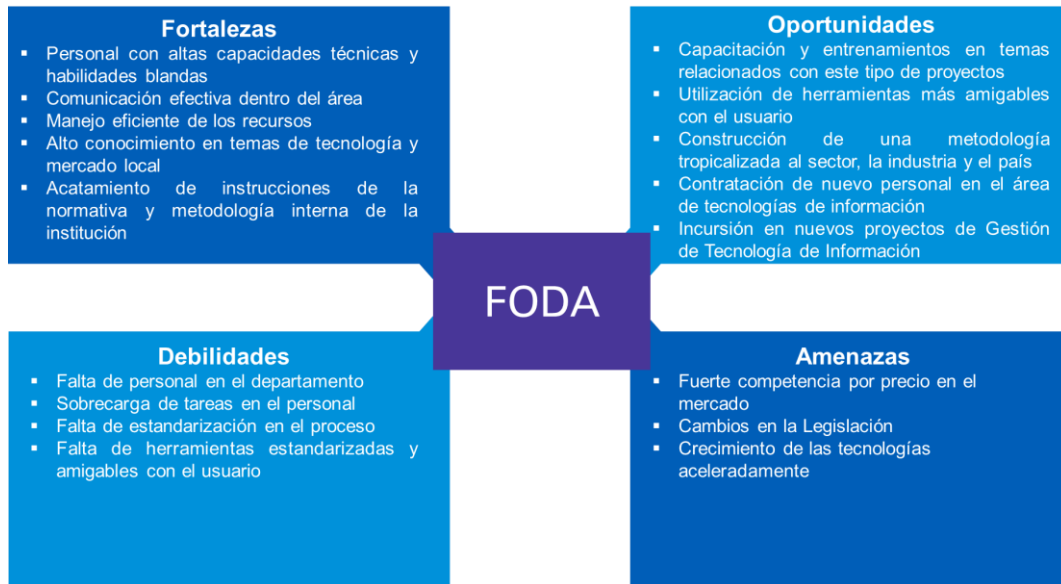 Fortalezas
▪ Personal con altas capacidades técnicas y
habilidades blandas
▪ Comunicación efectiva dentro del área
▪ Manejo eficiente de los recursos
▪ Alto conocimiento en temas de tecnología y
mercado local
▪ Acatamiento de instrucciones de la
normativa y metodología interna de la
institución
Oportunidades
▪ Capacitación y entrenamientos en temas
relacionados con este tipo de proyectos
▪ Utilización de herramientas más amigables
con el usuario
▪ Construcción de una metodología
tropicalizada al sector, la industria y el país
▪ Contratación de nuevo personal en el área
de tecnologías de información
▪ Incursión en nuevos proyectos de Gestión
de Tecnología de Información
FODA
Debilidades
▪ Falta de personal en el departamento
▪ Sobrecarga de tareas en el personal
▪ Falta de estandarización en el proceso
▪ Falta de herramientas estandarizadas y
amigables con el usuario
Amenazas
▪ Fuerte competencia por precio en el
mercado
▪ Cambios en la Legislación
▪ Crecimiento de las tecnologías
aceleradamente